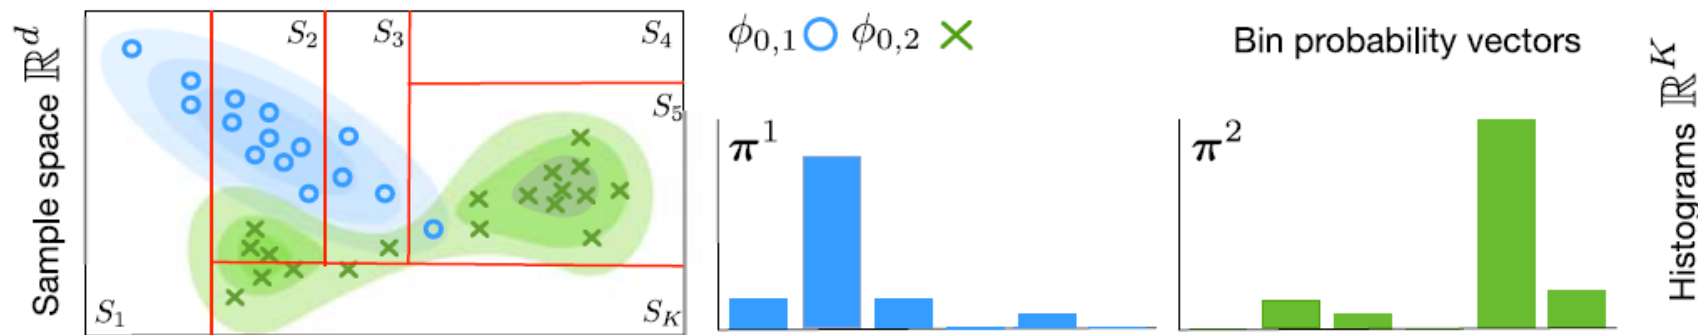 Sample space ℝ^d
S_1
S_2
S_3
S_4
S_5
S_K
ϕ_{0,1} ϕ_{0,2}
Bin probability vectors
π^1
π^2
Histograms ℝ^K